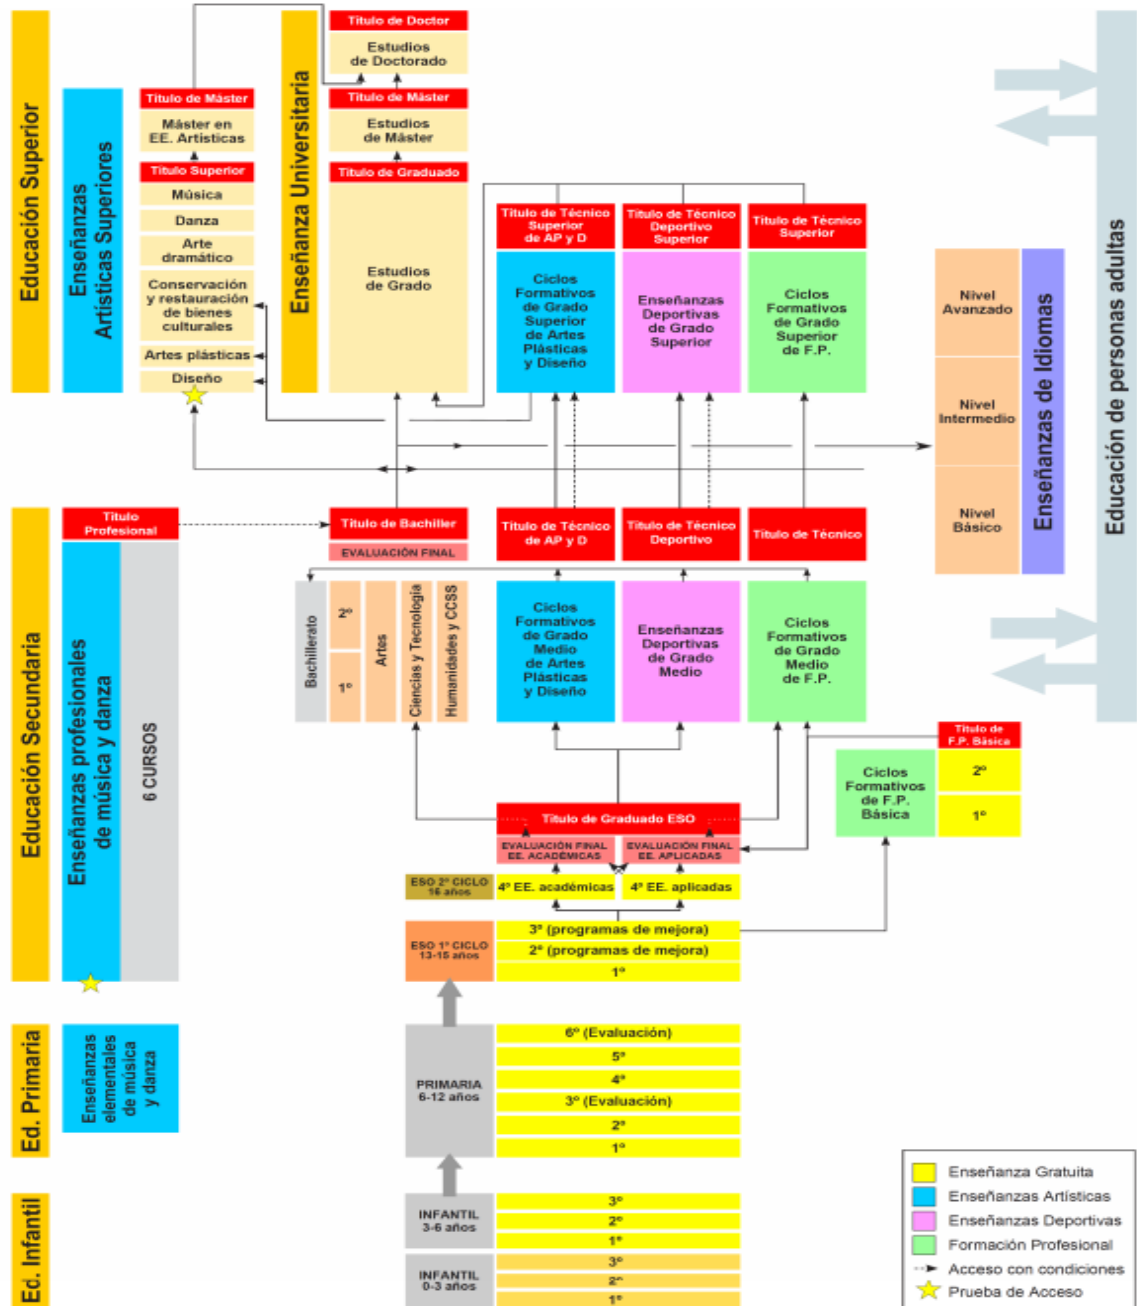 Educación Superior
Enseñanzas
Artísticas Superiores
Título de Máster
Máster en
EE. Artísticas
Título Superior
Música
Danza
Arte
dramático
Conservación
y restauración
de bienes
culturales
Artes plásticas
Diseño
Enseñanza Universitaria
Título de Doctor
Estudios
de Doctorado
Título de Máster
Estudios
de Máster
Título de Graduado
Estudios
de Grado
Título de Técnico
Superior
de AP y D
Ciclos
Formativos
de Grado
Superior
de Artes
Plásticas
y Diseño
Título de Técnico
Deportivo
Superior
Enseñanzas
Deportivas
de Grado
Superior
Título de Técnico
Superior
Ciclos
Formativos
de Grado
Superior
de F.P.
Nivel
Avanzado
Nivel
Intermedio
Nivel
Básico
Enseñanzas de Idiomas
Educación de personas adultas
Educación Secundaria
Título
Profesional
Enseñanzas profesionales
de música y danza
6 CURSOS
Título de Bachiller
EVALUACIÓN FINAL
Bachillerato
2º
1º
Artes
Ciencias y Tecnología
Humanidades y CCSS
Título de Técnico
de AP y D
Ciclos
Formativos
de Grado
Medio
de Artes
Plásticas
y Diseño
Título de Técnico
Deportivo
Enseñanzas
Deportivas
de Grado
Medio
Título de Técnico
Ciclos
Formativos
de Grado
Medio
de F.P.
Título de
F.P. Básica
Ciclos
Formativos
de F.P.
Básica
2º
1º
Título de Graduado ESO
EVALUACIÓN FINAL
EE. ACADÉMICAS
EVALUACIÓN FINAL
EE. APLICADAS
ESO 2º CICLO
16 años
4º EE. académicas
4º EE. aplicadas
ESO 1º CICLO
13-15 años
3º (programas de mejora)
2º (programas de mejora)
1º
Ed. Primaria
Enseñanzas
elementales
de música
y danza
PRIMARIA
6-12 años
6º (Evaluación)
5º
4º
3º (Evaluación)
2º
1º
Ed. Infantil
INFANTIL
3-6 años
3º
2º
1º
INFANTIL
0-3 años
3º
2º
1º
Enseñanza Gratuita
Enseñanzas Artísticas
Enseñanzas Deportivas
Formación Profesional
Acceso con condiciones
Prueba de Acceso